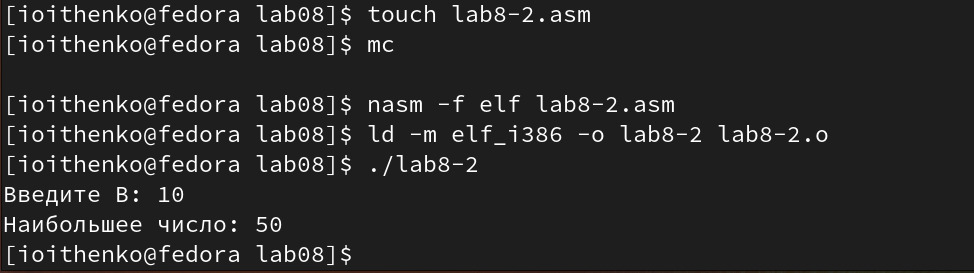 [ioithenko@fedora lab08]$ touch lab8-2.asm
[ioithenko@fedora lab08]$ mc
[ioithenko@fedora lab08]$ nasm -f elf lab8-2.asm
[ioithenko@fedora lab08]$ ld -m elf_i386 -o lab8-2 lab8-2.o
[ioithenko@fedora lab08]$ ./lab8-2
Введите В: 10
Наибольшее число: 50
[ioithenko@fedora lab08]$